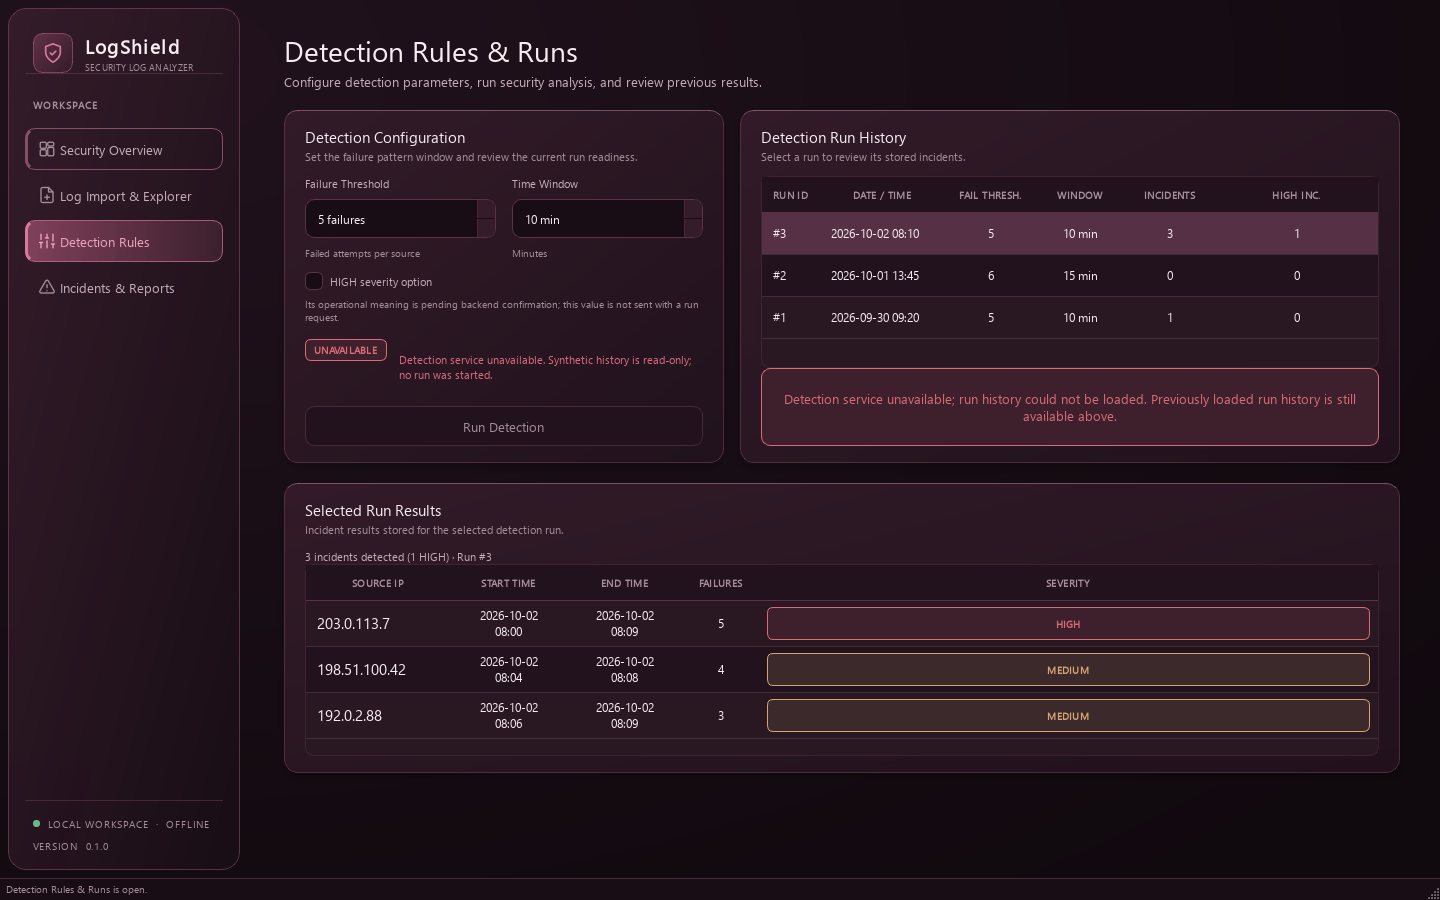 LogShield
SECURITY LOG ANALYZER
WORKSPACE
Security Overview
Log Import & Explorer
Detection Rules
Incidents & Reports
LOCAL WORKSPACE · OFFLINE
VERSION 0.1.0
Detection Rules & Runs
Configure detection parameters, run security analysis, and review previous results.
Detection Configuration
Set the failure pattern window and review the current run readiness.
Failure Threshold Time Window
5 failures 10 min
Failed attempts per source Minutes
HIGH severity option
Its operational meaning is pending backend confirmation; this value is not sent with a run
request.
UNAVAILABLE
Detection service unavailable. Synthetic history is read-only;
no run was started.
Run Detection
Detection Run History
Select a run to review its stored incidents.
RUN ID DATE / TIME FAIL THRESH. WINDOW INCIDENTS HIGH INC.
#3 2026-10-02 08:10 5 10 min 3 1
#2 2026-10-01 13:45 6 15 min 0 0
#1 2026-09-30 09:20 5 10 min 1 0
Detection service unavailable; run history could not be loaded. Previously loaded run history is still
available above.
Selected Run Results
Incident results stored for the selected detection run.
3 incidents detected (1 HIGH) · Run #3
SOURCE IP START TIME END TIME FAILURES SEVERITY
203.0.113.7 2026-10-02 08:00 2026-10-02 08:09 5 HIGH
198.51.100.42 2026-10-02 08:04 2026-10-02 08:08 4 MEDIUM
192.0.2.88 2026-10-02 08:06 2026-10-02 08:09 3 MEDIUM
Detection Rules & Runs is open.